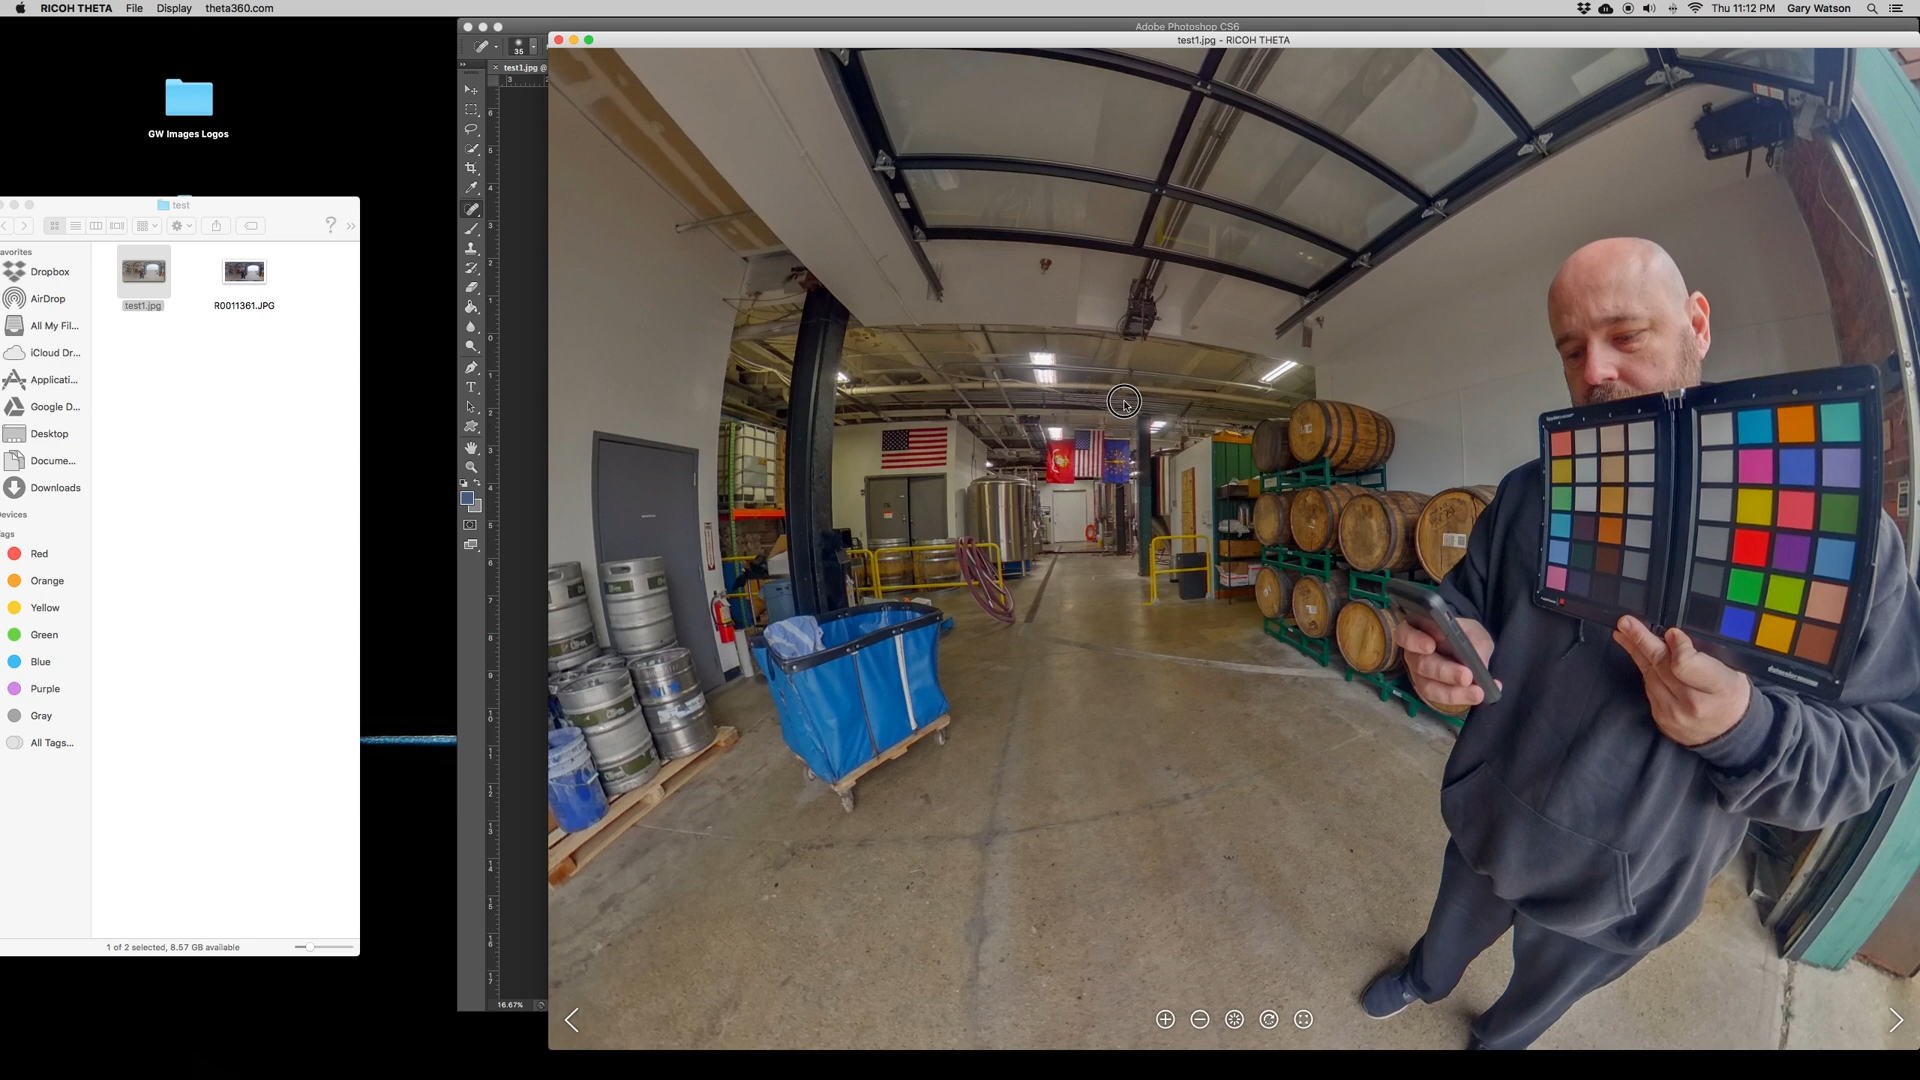 RICOH THETA File Display theta360.com
Thu 11:12 PM Gary Watson
Adobe Photoshop CS6
test1.jpg - RICOH THETA
35
test1.jpg @
GW Images Logos
test
avorites
Dropbox
AirDrop
All My Fil...
iCloud Dr...
Applicati...
Google D...
Desktop
Docume...
Downloads
evices
ags
Red
Orange
Yellow
Green
Blue
Purple
Gray
All Tags...
test1.jpg
R0011361.JPG
1 of 2 selected, 8.57 GB available
16.67%